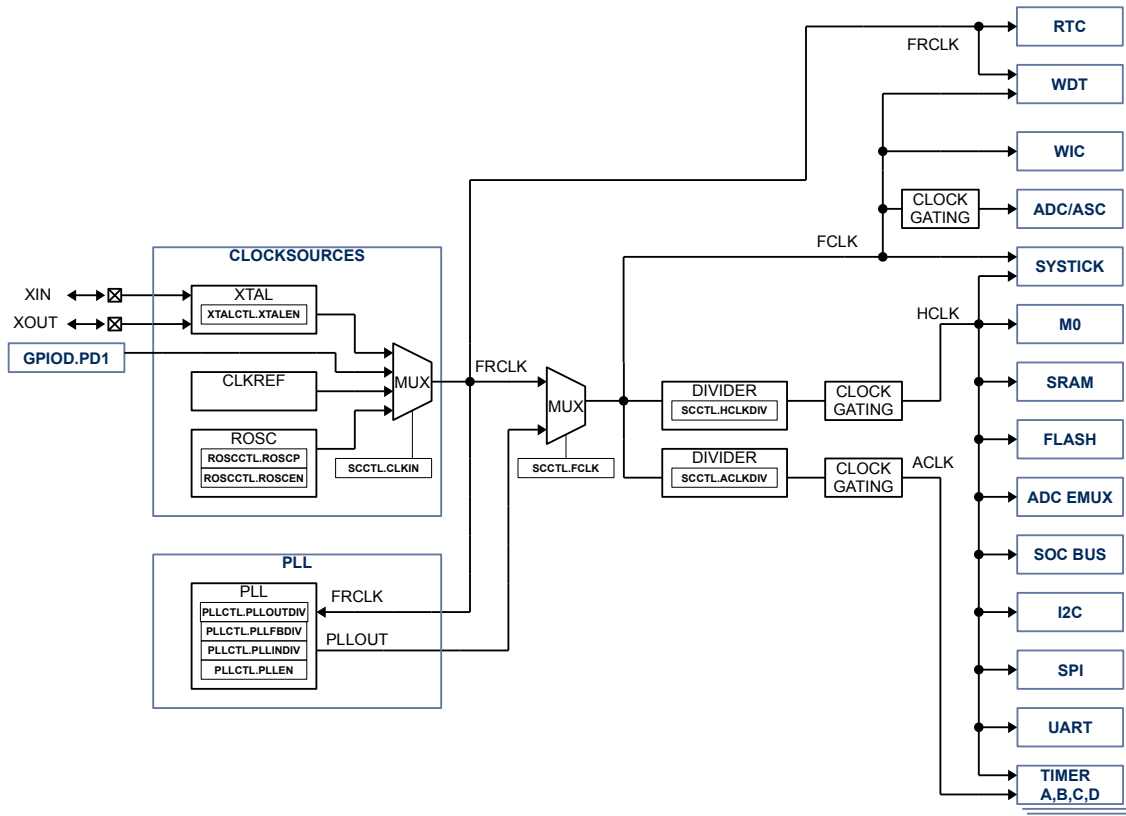 RTC
FRCLK
WDT
WIC
CLOCK
GATING
ADC/ASC
FCLK
SYSTICK
CLOCKSOURCES
XIN
XTAL
XTALCTL.XTALEN
XOUT
HCLK
M0
GPIOD.PD1
FRCLK
CLKREF
MUX
MUX
DIVIDER
SCCTL.HCLKDIV
CLOCK
GATING
SRAM
ROSC
ROSCCTL.ROSCP
ROSCCTL.ROSCEN
SCCTL.CLKIN
SCCTL.FCLK
DIVIDER
SCCTL.ACLKDIV
CLOCK
GATING
ACLK
FLASH
ADC EMUX
PLL
SOC BUS
PLL
PLLCTL.PLLOUTDIV
PLLCTL.PLLFBDIV
PLLCTL.PLLINDIV
PLLCTL.PLLEN
FRCLK
PLLOUT
I2C
SPI
UART
TIMER
A,B,C,D